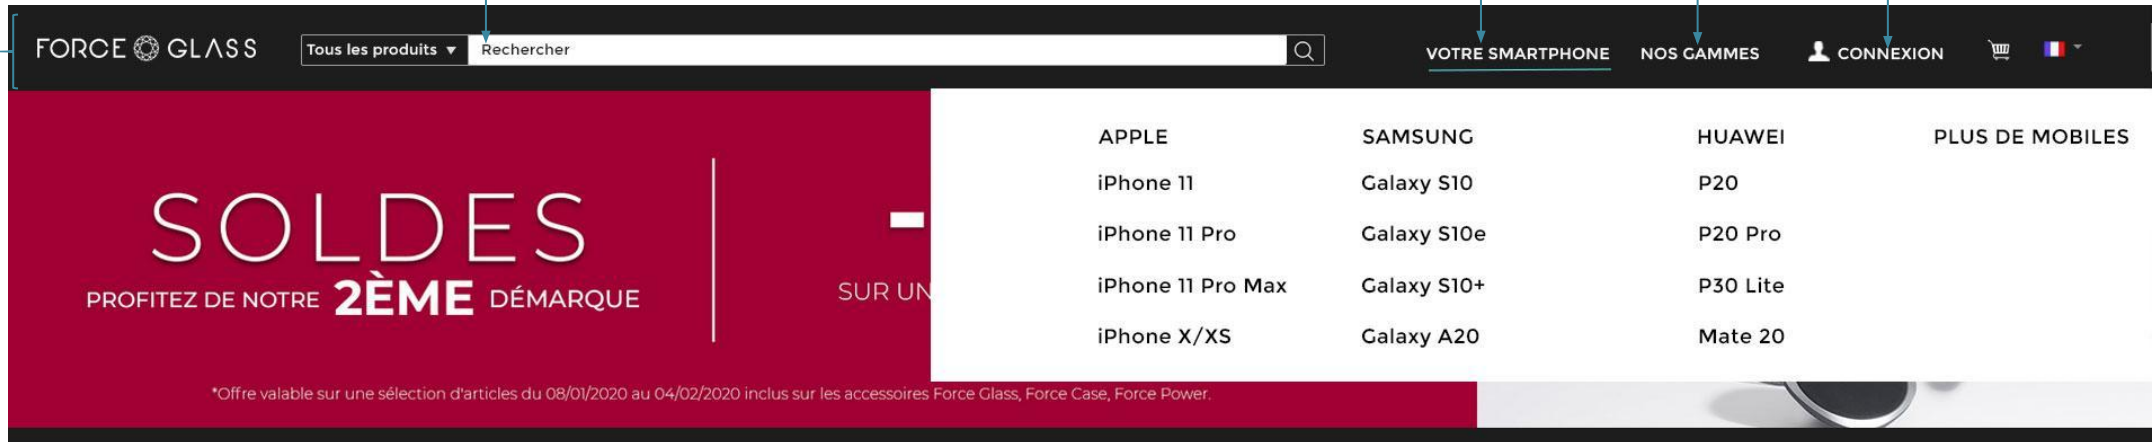 FORCE GLASS
Tous les produits
Rechercher
VOTRE SMARTPHONE
NOS GAMMES
CONNEXION
APPLE
iPhone 11
iPhone 11 Pro
iPhone 11 Pro Max
iPhone X/XS
SAMSUNG
Galaxy S10
Galaxy S10e
Galaxy S10+
Galaxy A20
HUAWEI
P20
P20 Pro
P30 Lite
Mate 20
PLUS DE MOBILES
SOLDES
PROFITEZ DE NOTRE 2ÈME DÉMARQUE
-
SUR UN
*Offre valable sur une sélection d'articles du 08/01/2020 au 04/02/2020 inclus sur les accessoires Force Glass, Force Case, Force Power.